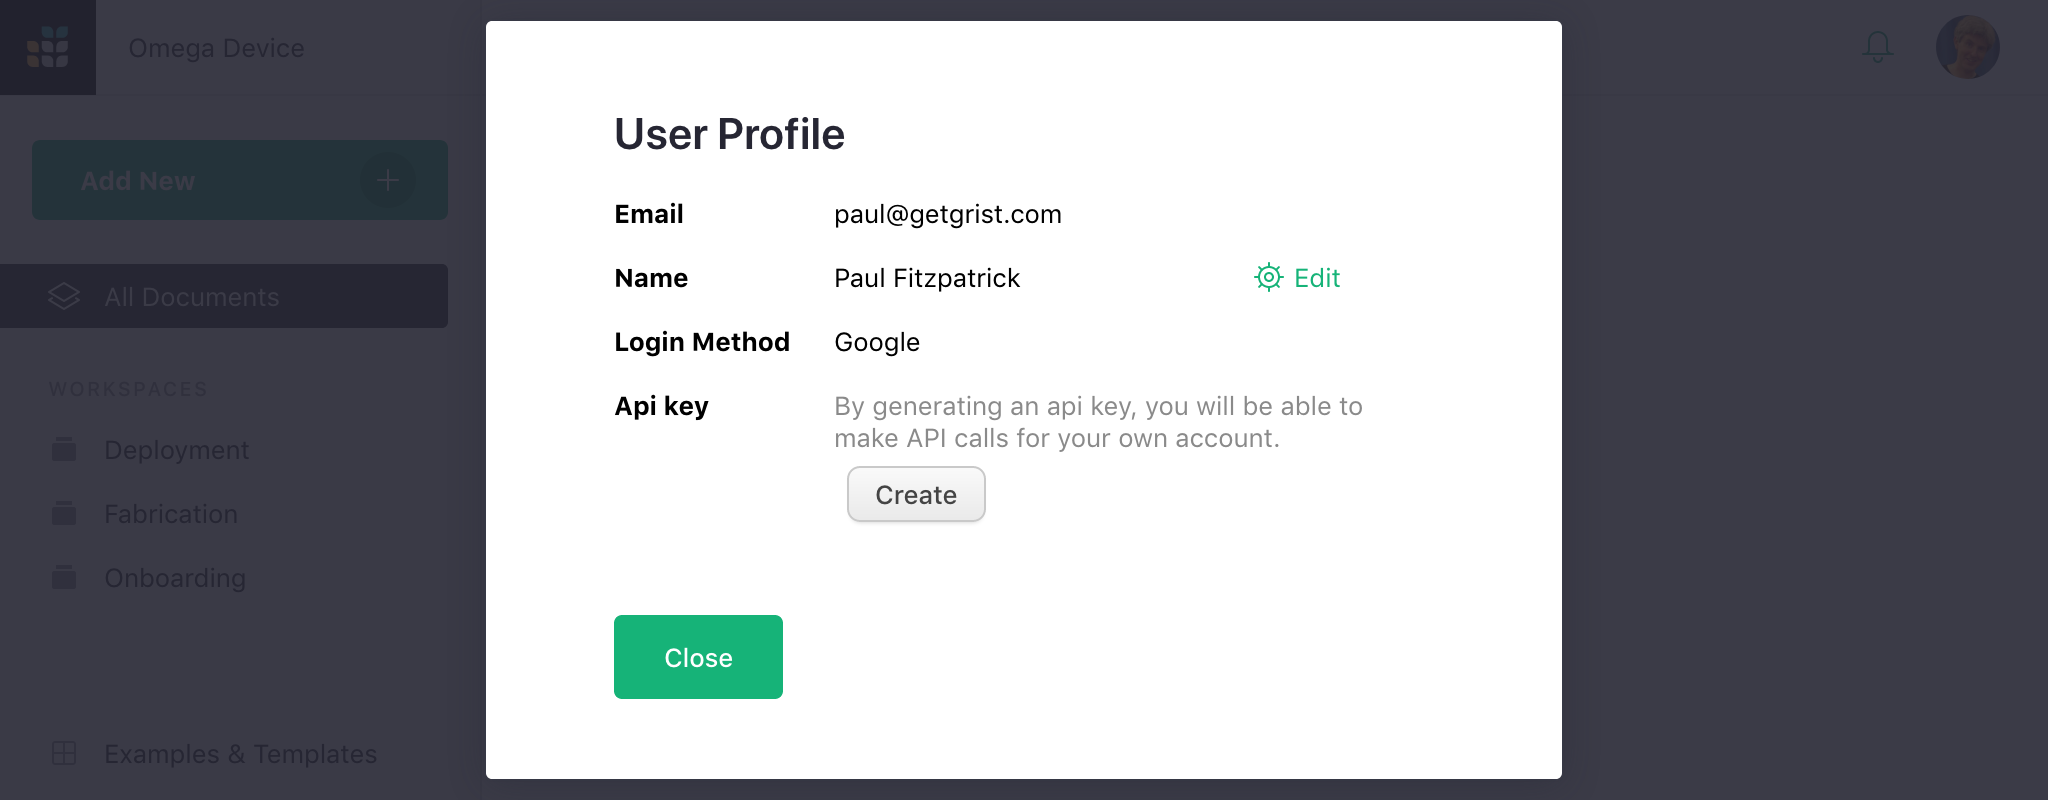 Omega Device
Add New
All Documents
WORKSPACES
Deployment
Fabrication
Onboarding
Examples & Templates
User Profile
Email paul@getgrist.com
Name Paul Fitzpatrick Edit
Login Method Google
Api key By generating an api key, you will be able to
make API calls for your own account.
Create
Close